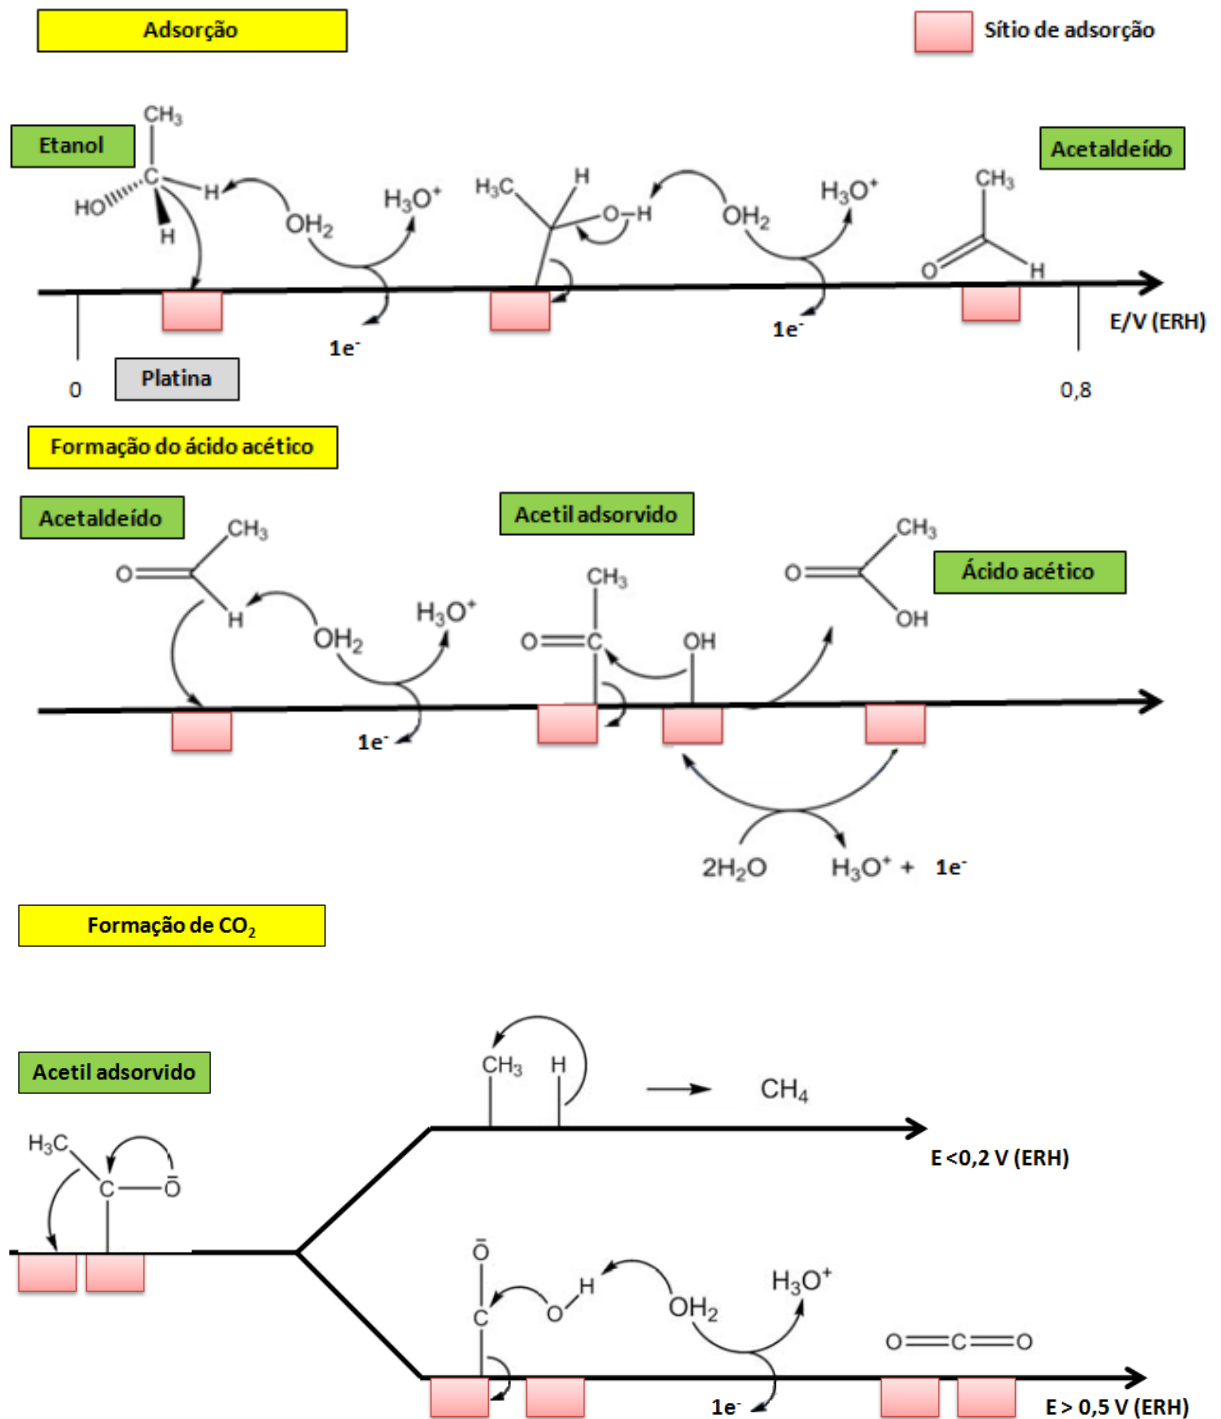 Adsorção
Sítio de adsorção
CH₃
Etanol
Acetaldeído
C
H
HO
H
OH₂
H₃O⁺
H₃C
H
O-H
OH₂
H₃O⁺
CH₃
O
H
1e⁻
1e⁻
E/V (ERH)
0
Platina
0,8
Formação do ácido acético
Acetaldeído
Acetil adsorvido
Ácido acético
CH₃
O
H
OH₂
H₃O⁺
CH₃
O
C
OH
CH₃
O
OH
1e⁻
2H₂O
H₃O⁺ + 1e⁻
Formação de CO₂
Acetil adsorvido
CH₃
H
CH₄
E <0,2 V (ERH)
H₃C
C
Ō
Ō
C
O
H
OH₂
H₃O⁺
O=C=O
1e⁻
E > 0,5 V (ERH)